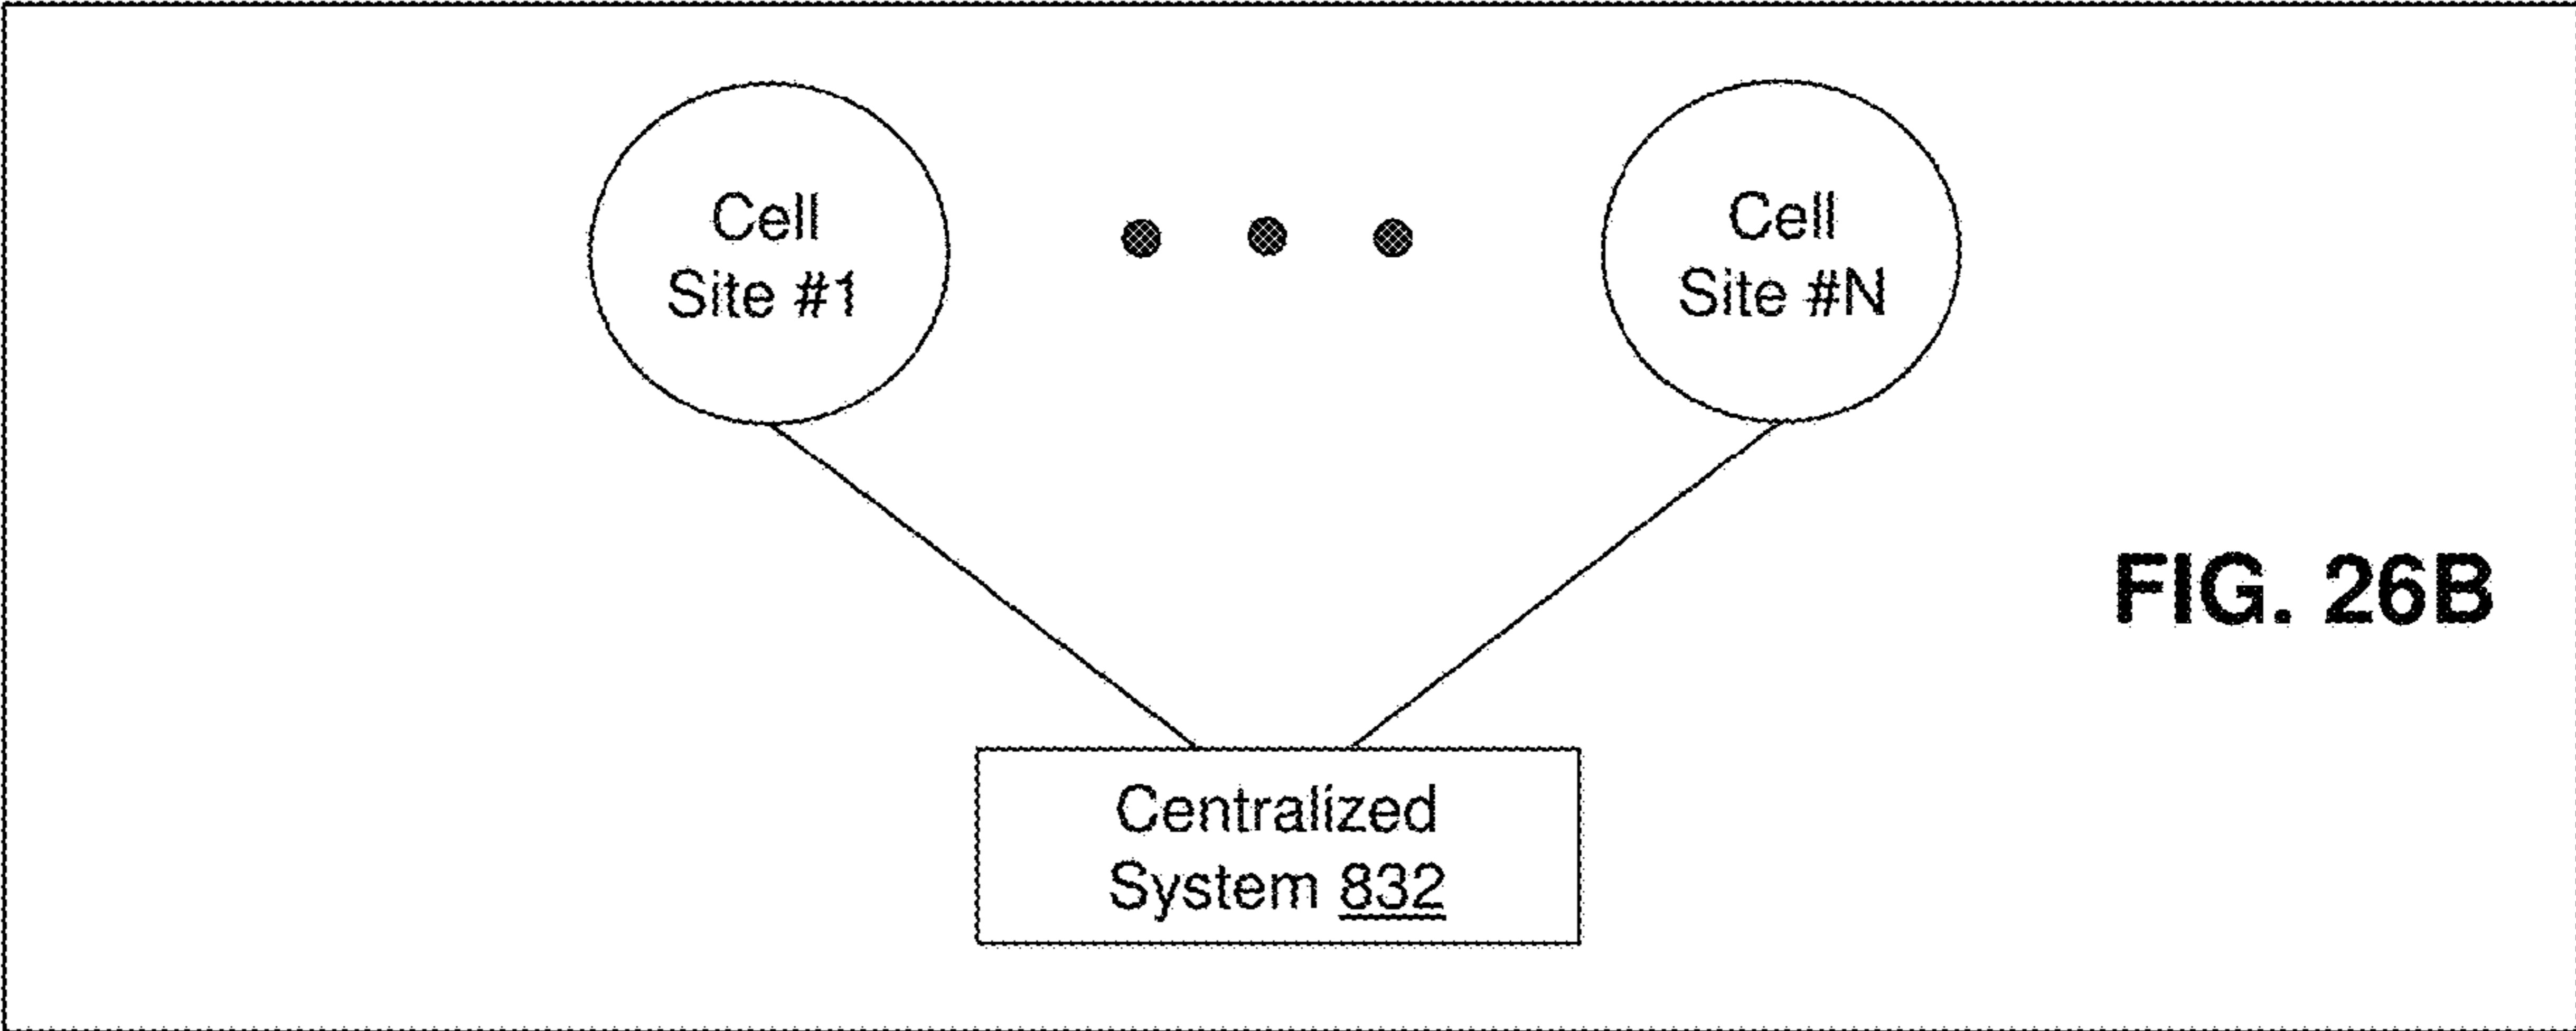 Cell
Site #1
Cell
Site #N
FIG. 26B
Centralized
System 832